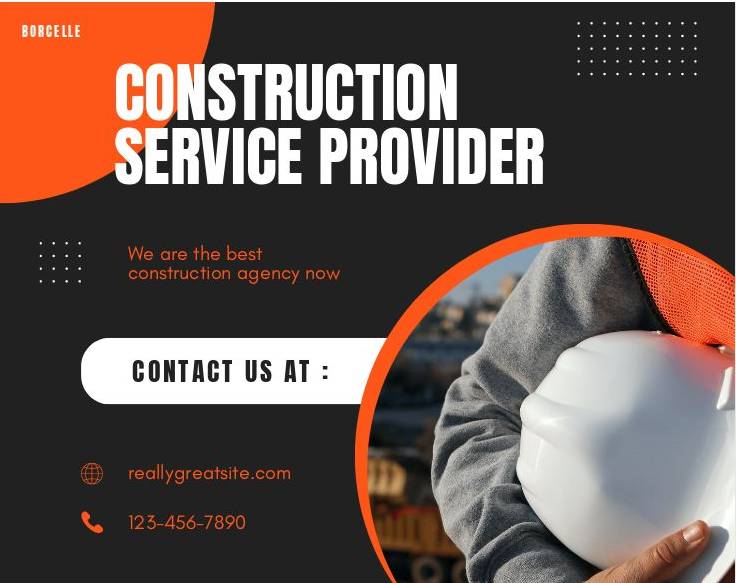 BORCELLE
CONSTRUCTION
SERVICE PROVIDER
We are the best
construction agency now
CONTACT US AT :
reallygreatsite.com
123-456-7890